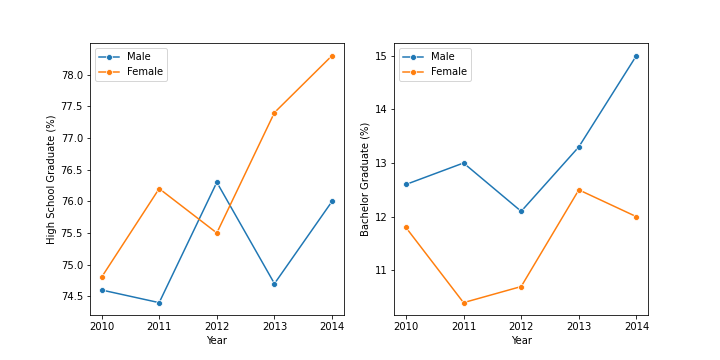 Male
Female
78.0
77.5
77.0
76.5
76.0
75.5
75.0
74.5
High School Graduate (%)
2010 2011 2012 2013 2014
Year
Male
Female
15
14
13
12
11
Bachelor Graduate (%)
2010 2011 2012 2013 2014
Year